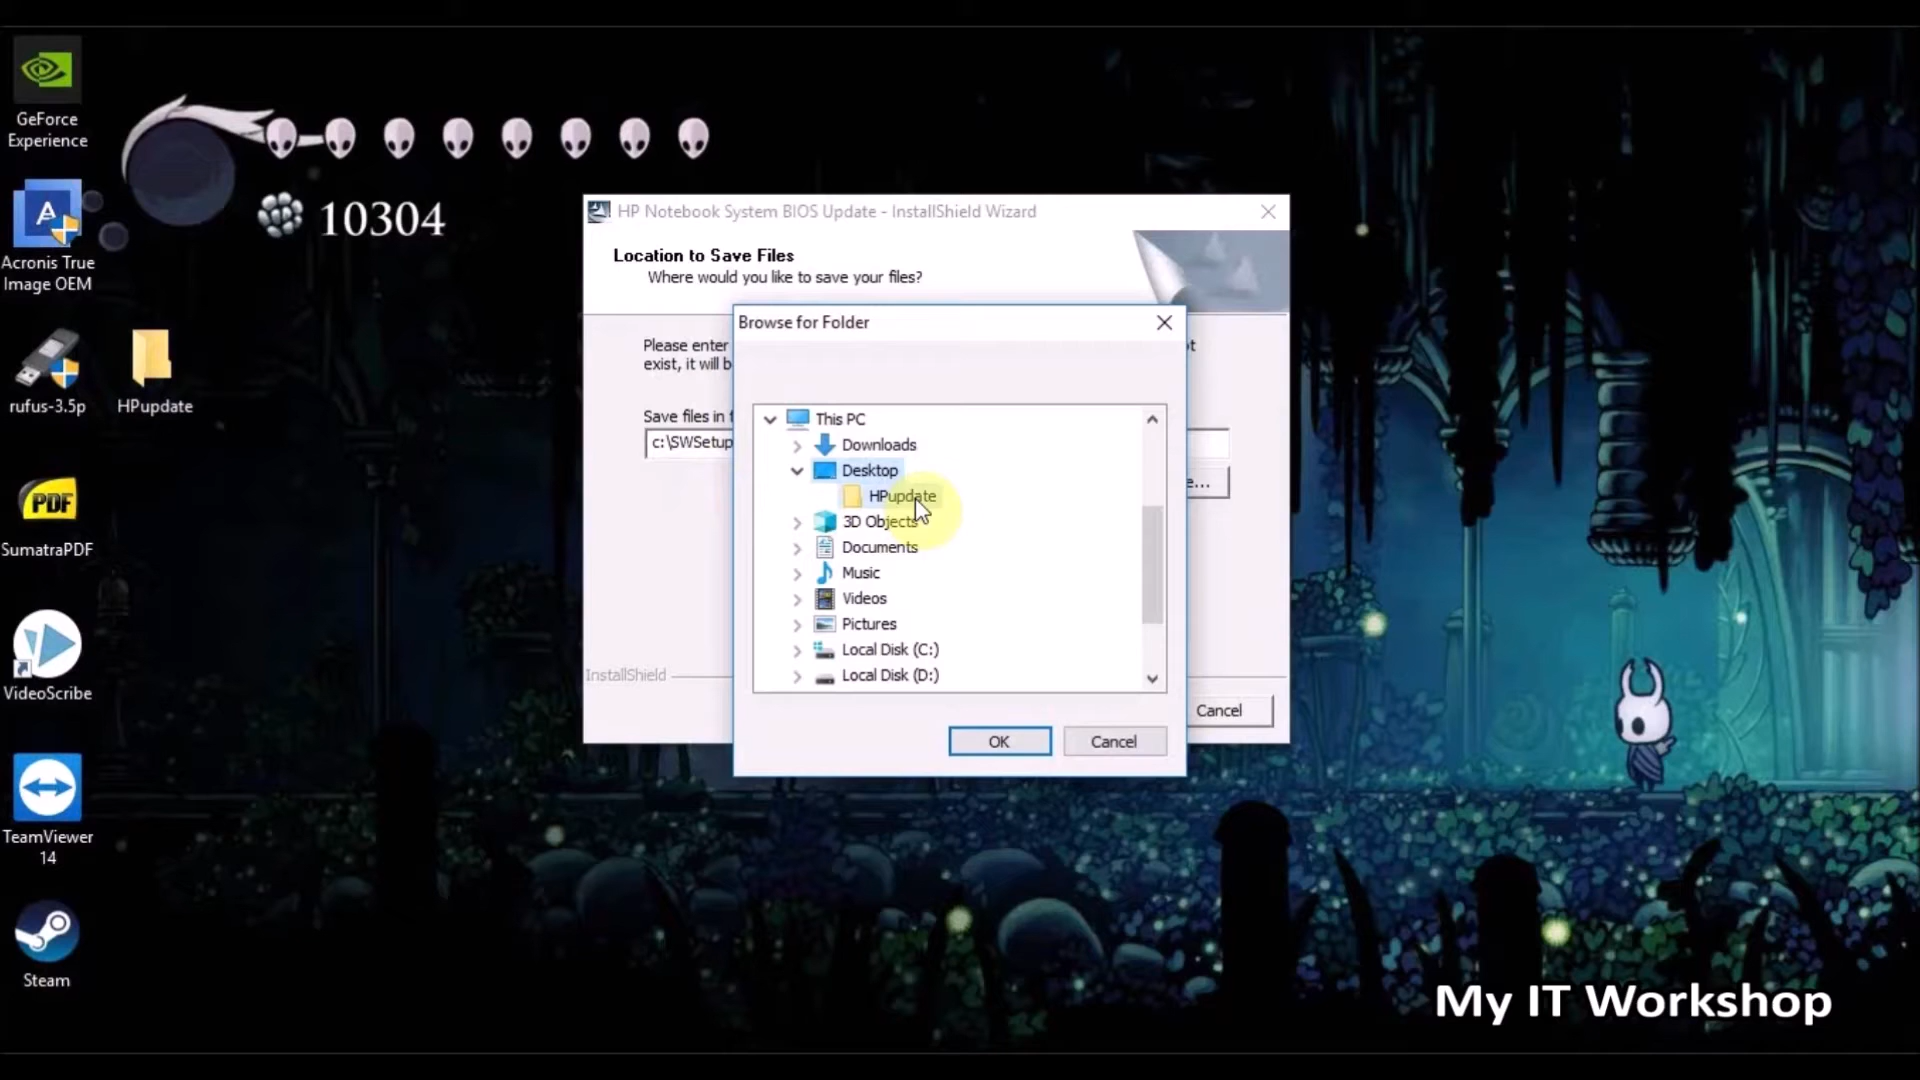 GeForce
Experience
10304
Acronis True
Image OEM
rufus-3.5p
HPupdate
PDF
SumatraPDF
VideoScribe
TeamViewer
14
Steam
HP Notebook System BIOS Update - InstallShield Wizard
Location to Save Files
Where would you like to save your files?
Please enter
exist, it will b
Save files in f
c:\SWSetup
e...
InstallShield
Cancel
Browse for Folder
This PC
Downloads
Desktop
HPupdate
3D Objects
Documents
Music
Videos
Pictures
Local Disk (C:)
Local Disk (D:)
OK
Cancel
My IT Workshop